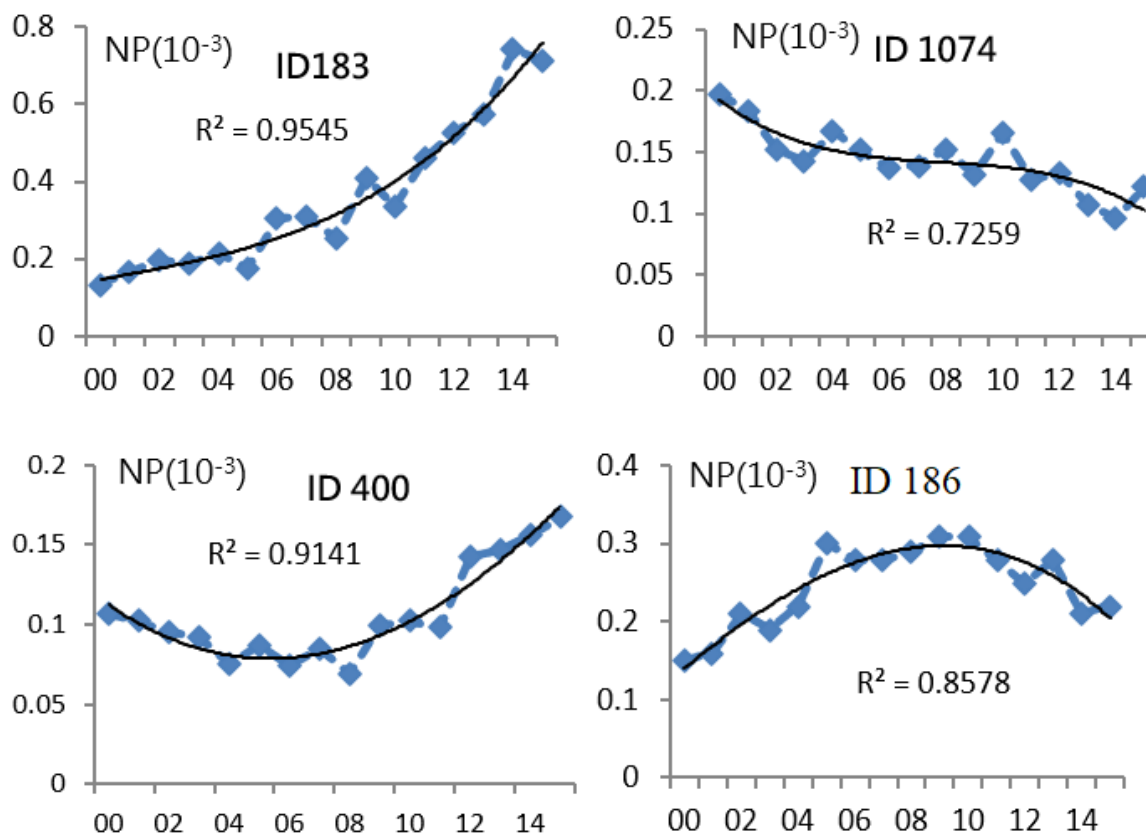 NP(10⁻³)
ID183
R² = 0.9545
0.8
0.6
0.4
0.2
0
00 02 04 06 08 10 12 14
NP(10⁻³)
ID 1074
R² = 0.7259
0.25
0.2
0.15
0.1
0.05
0
00 02 04 06 08 10 12 14
NP(10⁻³)
ID 400
R² = 0.9141
0.2
0.15
0.1
0.05
0
00 02 04 06 08 10 12 14
NP(10⁻³)
ID 186
R² = 0.8578
0.4
0.3
0.2
0.1
0
00 02 04 06 08 10 12 14